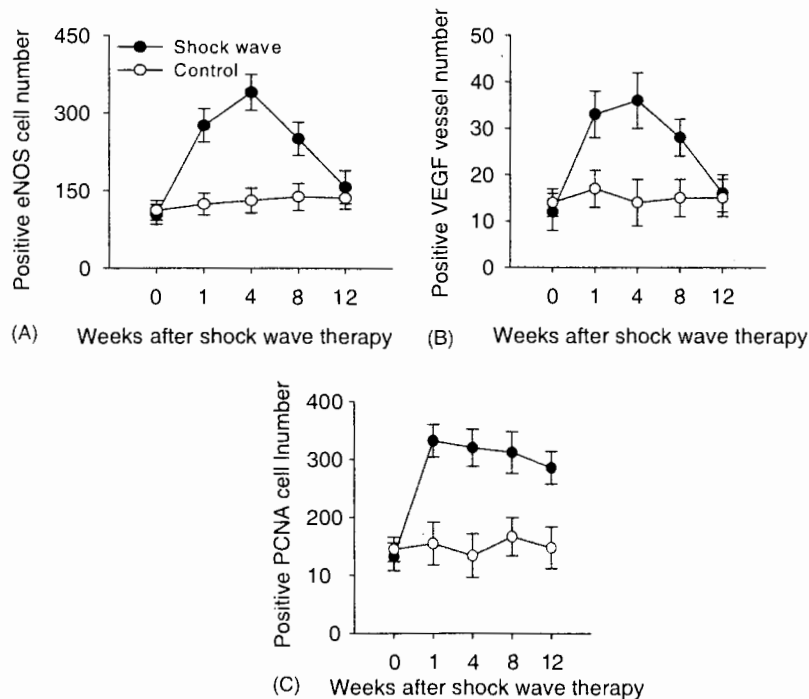 450
300
150
0
Positive eNOS cell number
Shock wave
Control
0 1 4 8 12
(A) Weeks after shock wave therapy
50
40
30
20
10
0
Positive VEGF vessel number
0 1 4 8 12
(B) Weeks after shock wave therapy
400
300
200
10
0
Positive PCNA cell lnumber
0 1 4 8 12
(C) Weeks after shock wave therapy